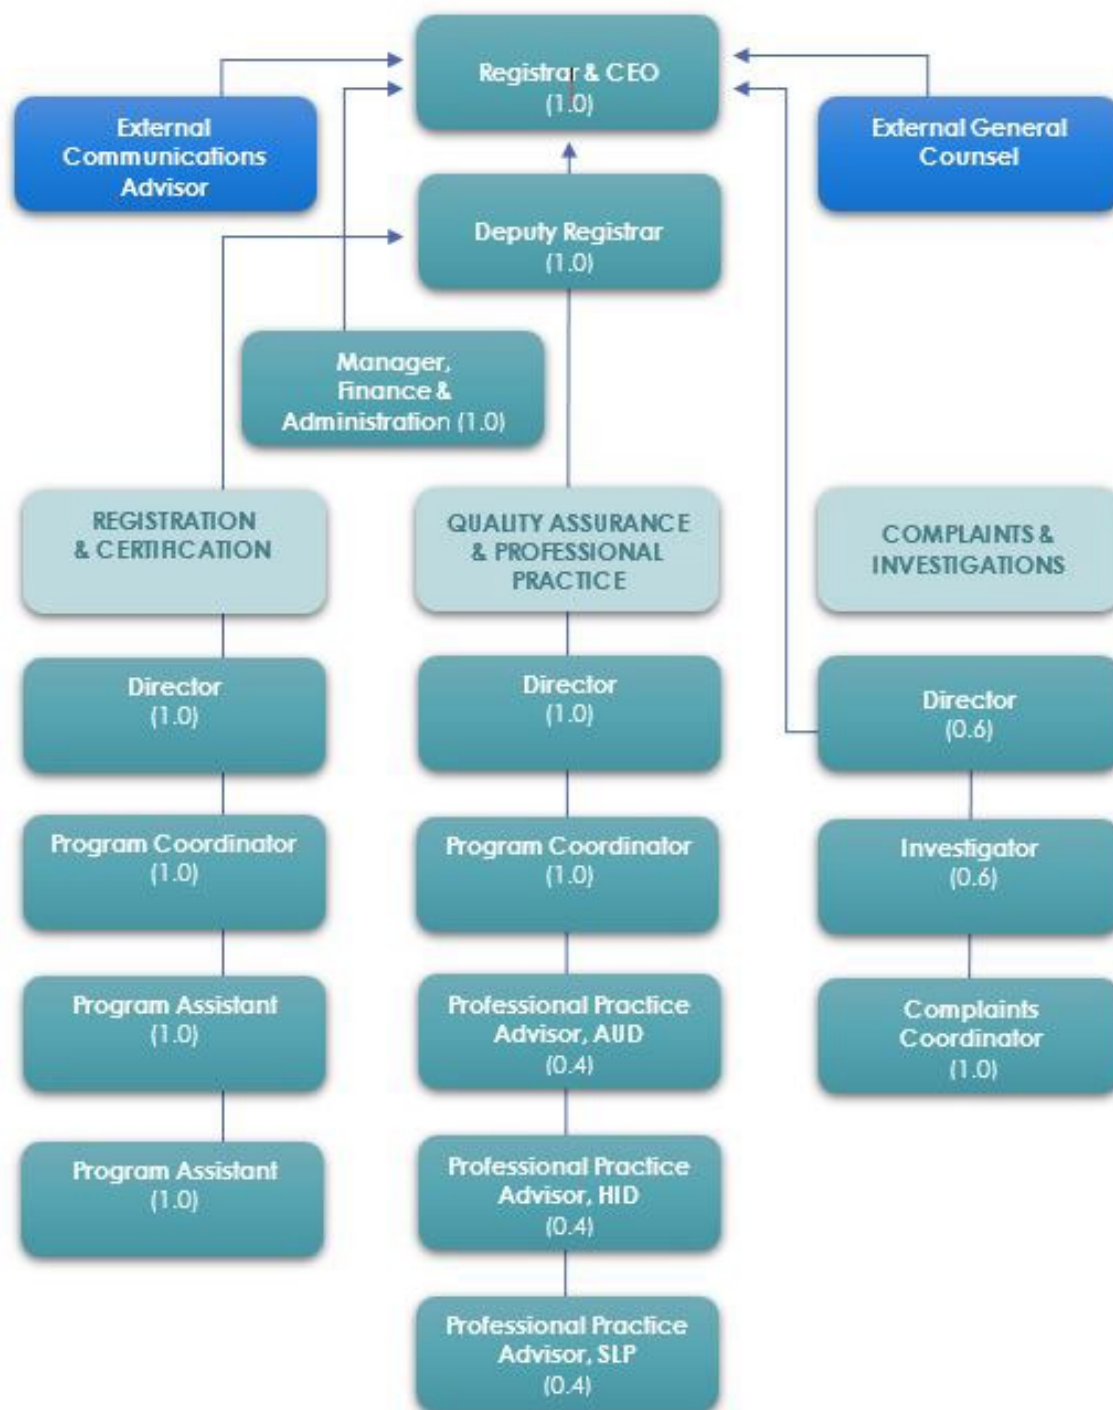 Registrar & CEO
(1.0)
External
Communications
Advisor
External General
Counsel
Deputy Registrar
(1.0)
Manager,
Finance &
Administration (1.0)
REGISTRATION
& CERTIFICATION
QUALITY ASSURANCE
& PROFESSIONAL
PRACTICE
COMPLAINTS &
INVESTIGATIONS
Director
(1.0)
Director
(1.0)
Director
(0.6)
Program Coordinator
(1.0)
Program Coordinator
(1.0)
Investigator
(0.6)
Program Assistant
(1.0)
Professional Practice
Advisor, AUD
(0.4)
Complaints
Coordinator
(1.0)
Program Assistant
(1.0)
Professional Practice
Advisor, HID
(0.4)
Professional Practice
Advisor, SLP
(0.4)